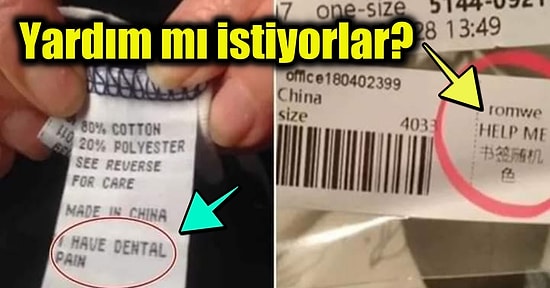 Yardım mı istiyorlar?
80% COTTON
20% POLYESTER
SEE REVERSE
FOR CARE
MADE IN CHINA
I HAVE DENTAL
PAIN
one-size 5144-0921
28 13:49
office180402399
China
size
4033
romwe
HELP ME
书签随机
色